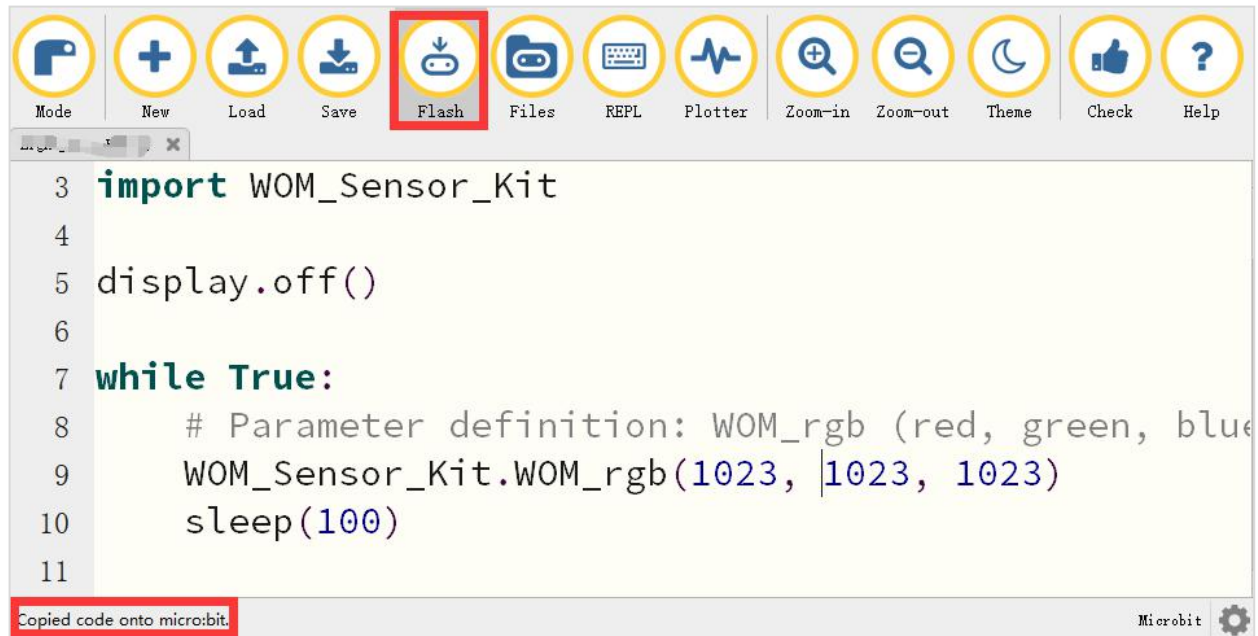 Mode New Load Save Flash Files REPL Plotter Zoom-in Zoom-out Theme Check Help
3 import WOM_Sensor_Kit
4
5 display.off()
6
7 while True:
8 # Parameter definition: WOM_rgb (red, green, blue
9 WOM_Sensor_Kit.WOM_rgb(1023, 1023, 1023)
10 sleep(100)
11
Copied code onto micro:bit. Microbit